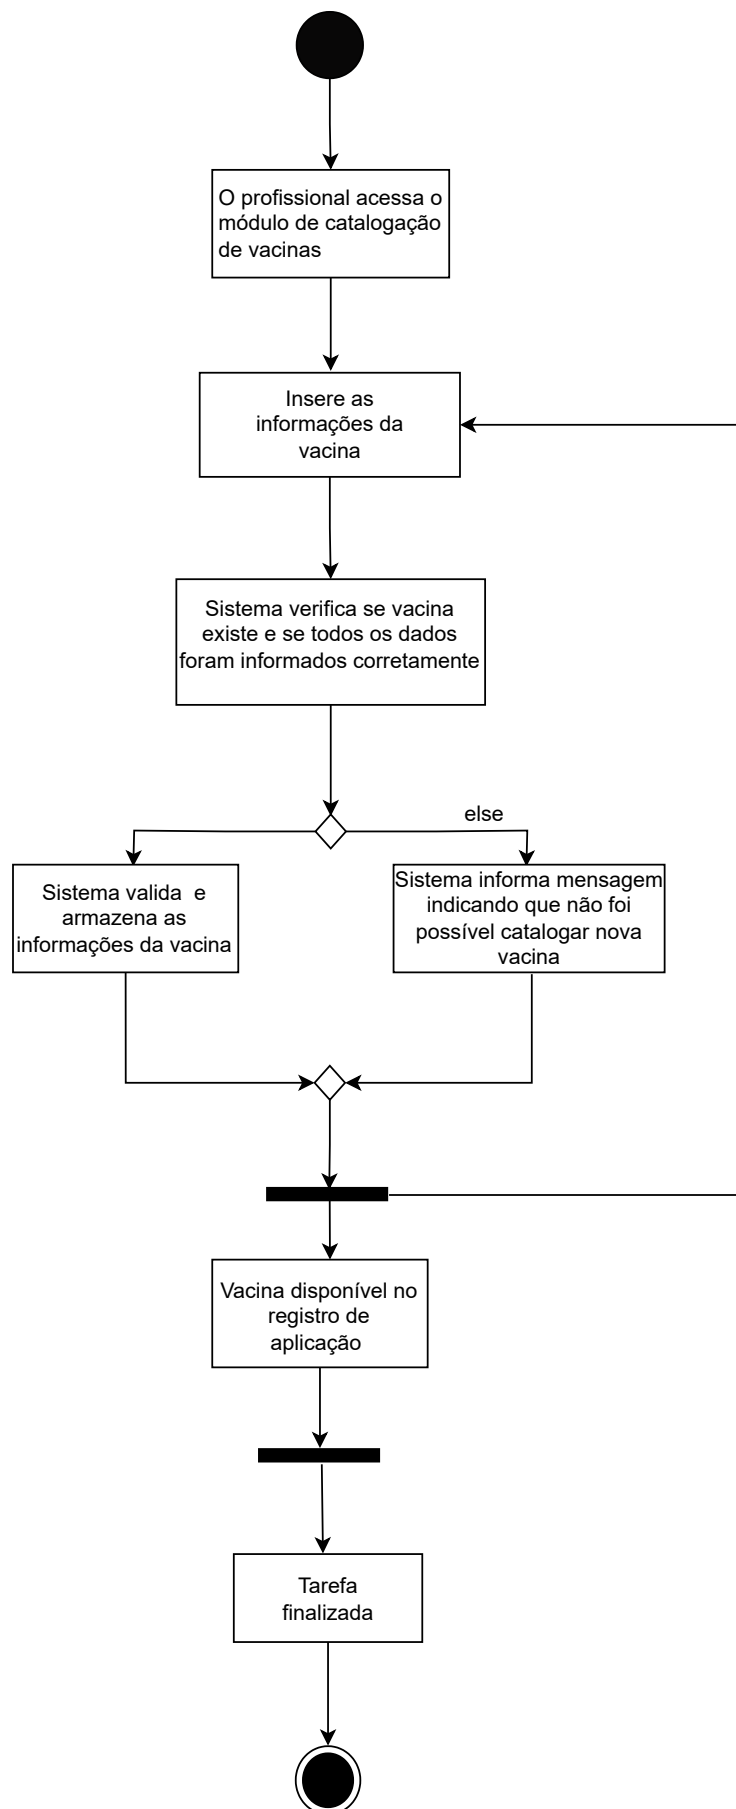 O profissional acessa o
módulo de catalogação
de vacinas
Insere as
informações da
vacina
Sistema verifica se vacina
existe e se todos os dados
foram informados corretamente
else
Sistema valida e
armazena as
informações da vacina
Sistema informa mensagem
indicando que não foi
possível catalogar nova
vacina
Vacina disponível no
registro de
aplicação
Tarefa
finalizada